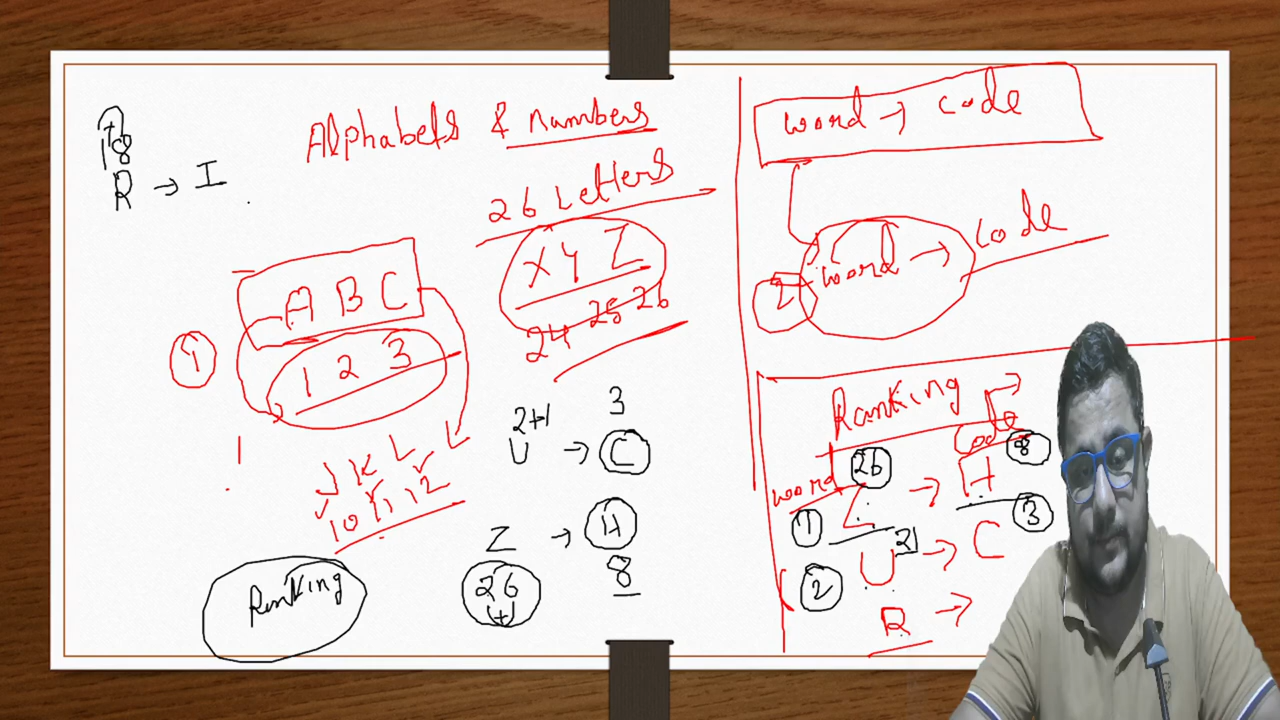 18
R → I
Alphabets & numbers
26 Letters
X Y Z
24 25 26
A B C
1
1 2 3
J K L
10 11 12
Ranking
2+1 3
U → C
Z → H
26 8
+1
word → code
2 word → code
Ranking
word Code
26 8
1 Z → H
2 U 21 → C 3
R →